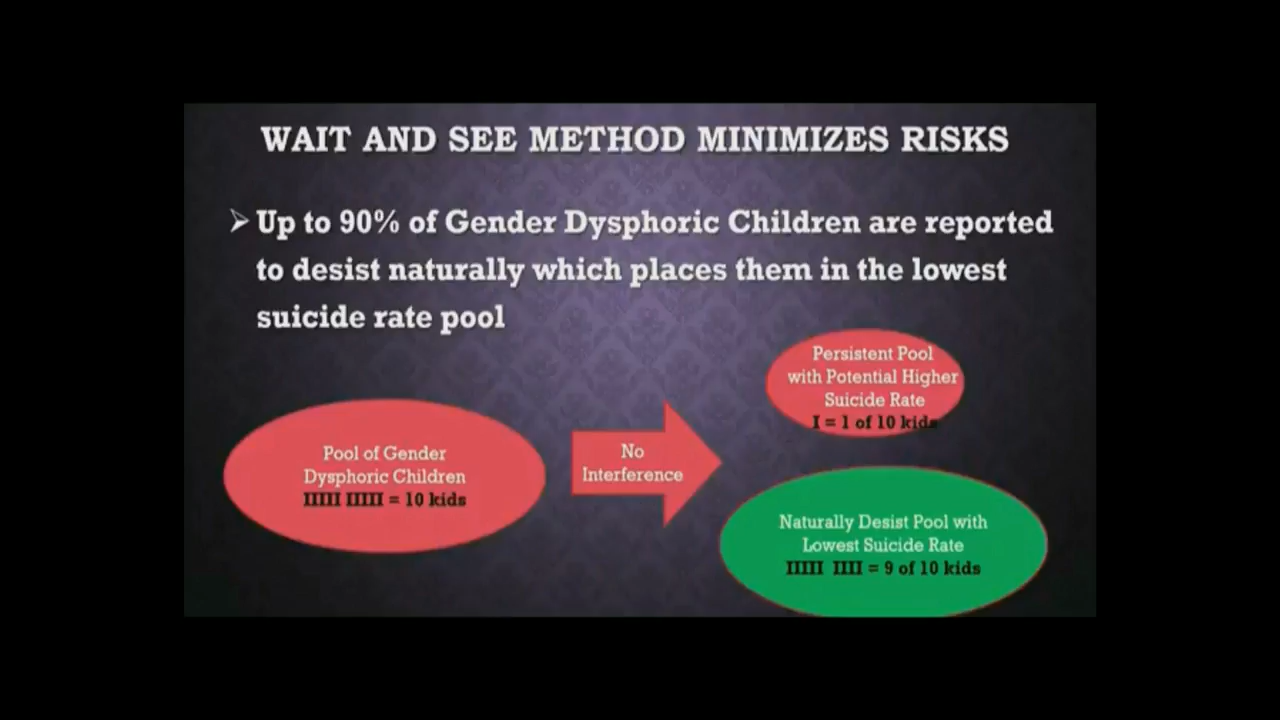 WAIT AND SEE METHOD MINIMIZES RISKS
Up to 90% of Gender Dysphoric Children are reported
to desist naturally which places them in the lowest
suicide rate pool
Pool of Gender
Dysphoric Children
IIIII IIIII = 10 kids
No
Interference
Persistent Pool
with Potential Higher
Suicide Rate
I = 1 of 10 kids
Naturally Desist Pool with
Lowest Suicide Rate
IIIII IIII = 9 of 10 kids